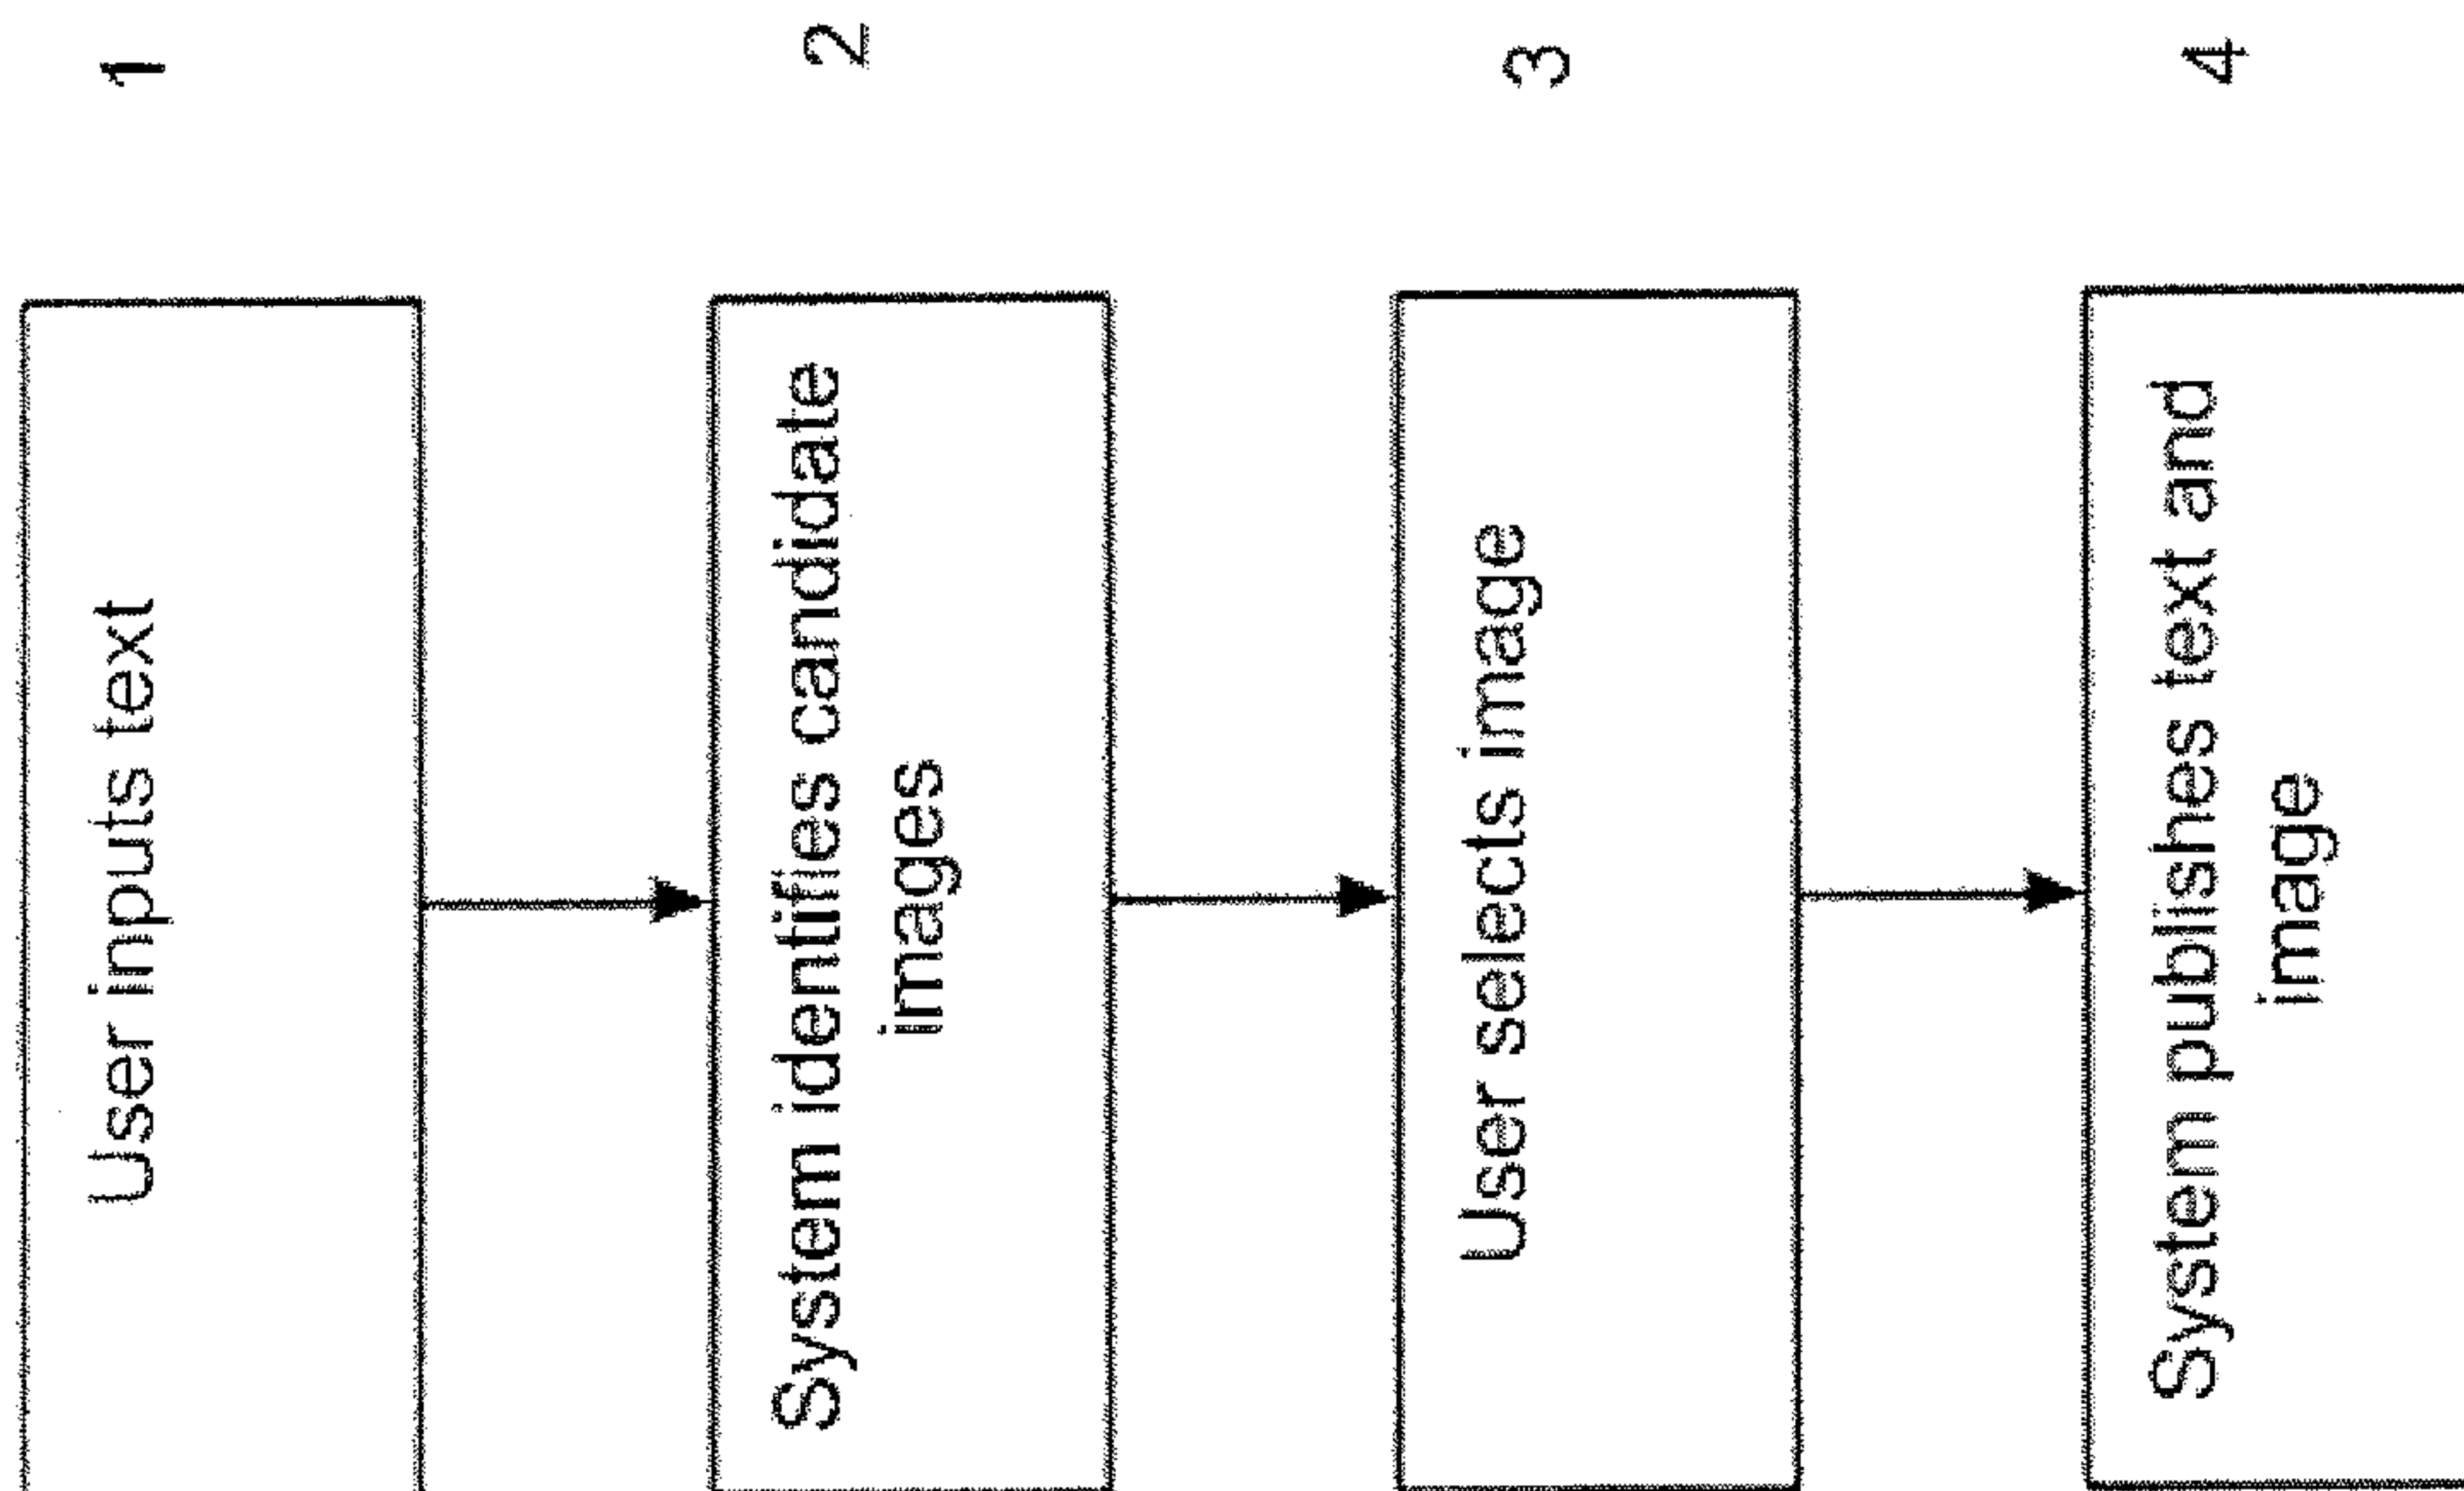 User inputs text
1
System identifies candidate
images
2
User selects image
3
System publishes text and
image
4